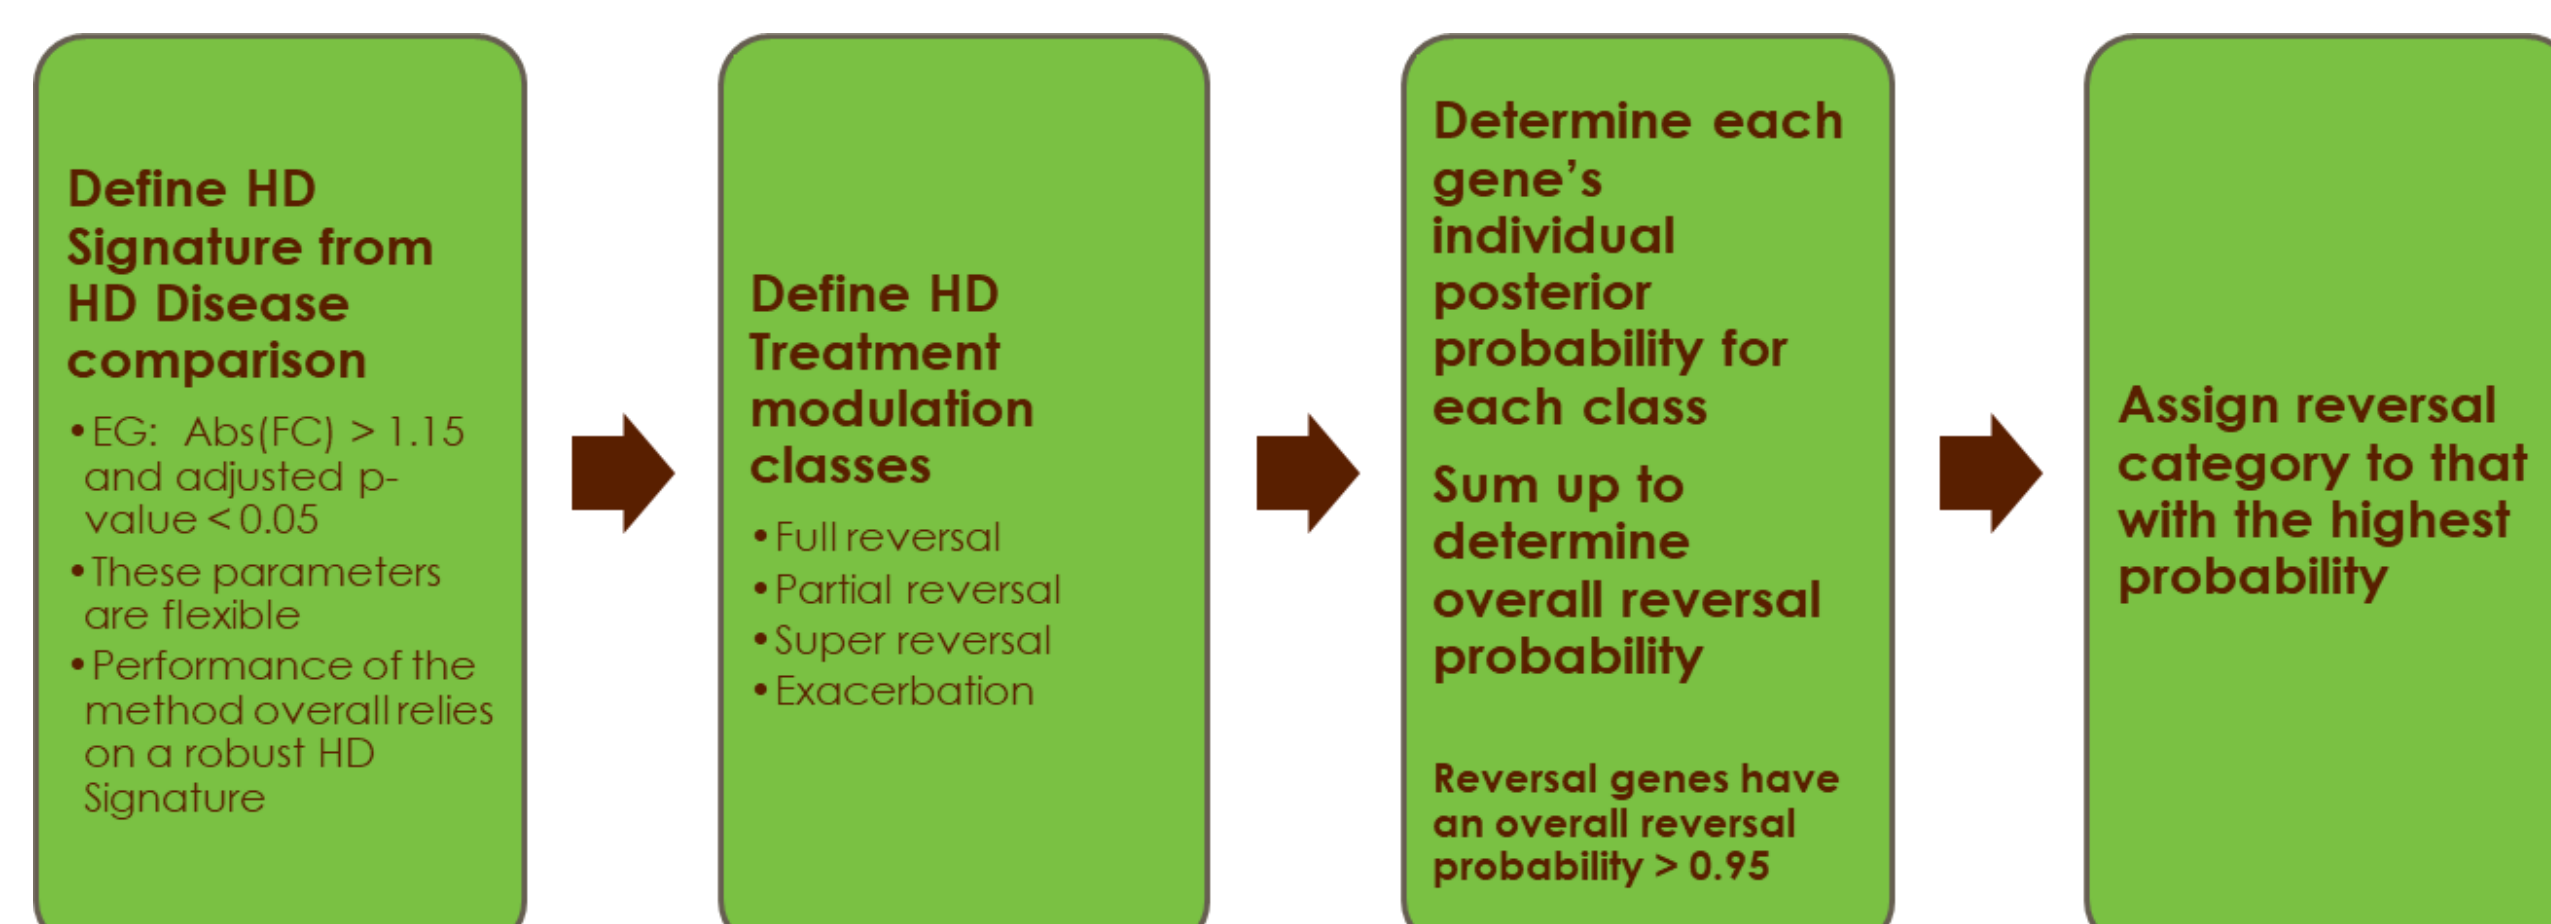 Define HD
Signature from
HD Disease
comparison
•EG: Abs(FC) > 1.15
and adjusted p-
value < 0.05
•These parameters
are flexible
•Performance of the
method overall relies
on a robust HD
Signature
Define HD
Treatment
modulation
classes
•Full reversal
•Partial reversal
•Super reversal
•Exacerbation
Determine each
gene’s
individual
posterior
probability for
each class
Sum up to
determine
overall reversal
probability
Reversal genes have
an overall reversal
probability > 0.95
Assign reversal
category to that
with the highest
probability